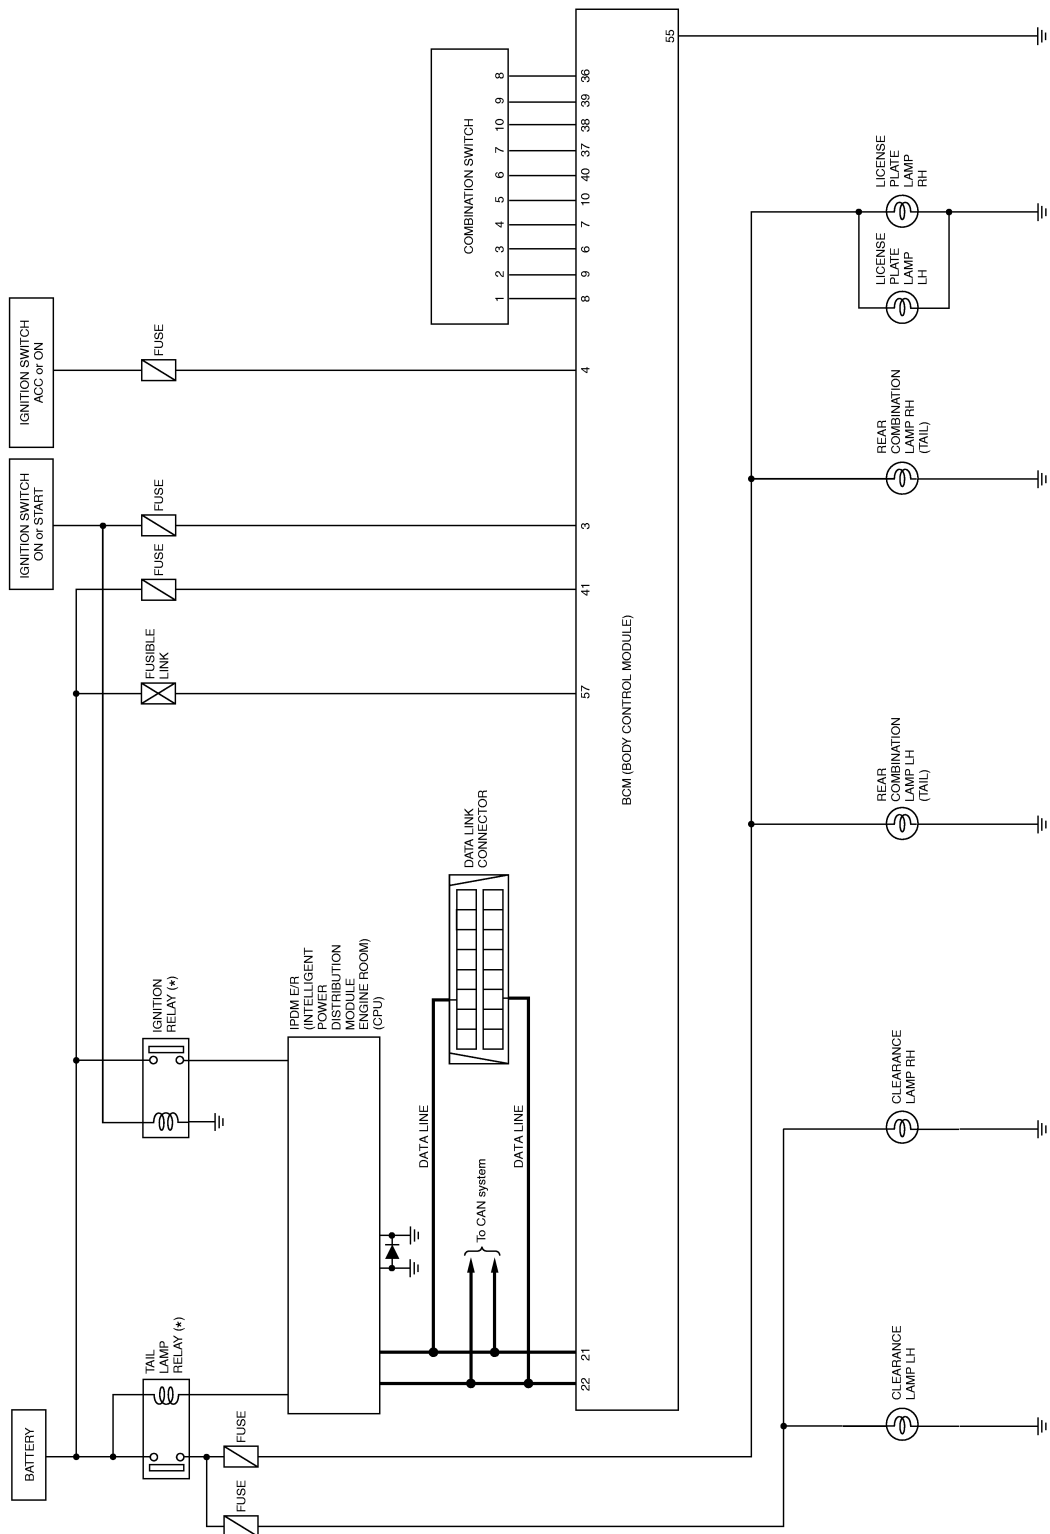 BATTERY
IGNITION SWITCH
ON or START
IGNITION SWITCH
ACC or ON
TAIL
LAMP
RELAY (*)
IGNITION
RELAY (*)
FUSIBLE
LINK
FUSE
FUSE
FUSE
FUSE
FUSE
IPDM E/R
(INTELLIGENT
POWER
DISTRIBUTION
MODULE
ENGINE ROOM)
(CPU)
DATA LINE
DATA LINE
To CAN system
DATA LINK
CONNECTOR
COMBINATION SWITCH
1
2
3
4
5
6
7
10
9
8
22
21
57
41
3
4
8
9
6
7
10
40
37
38
39
36
BCM (BODY CONTROL MODULE)
55
CLEARANCE
LAMP LH
CLEARANCE
LAMP RH
REAR
COMBINATION
LAMP LH
(TAIL)
REAR
COMBINATION
LAMP RH
(TAIL)
LICENSE
PLATE
LAMP
LH
LICENSE
PLATE
LAMP
RH